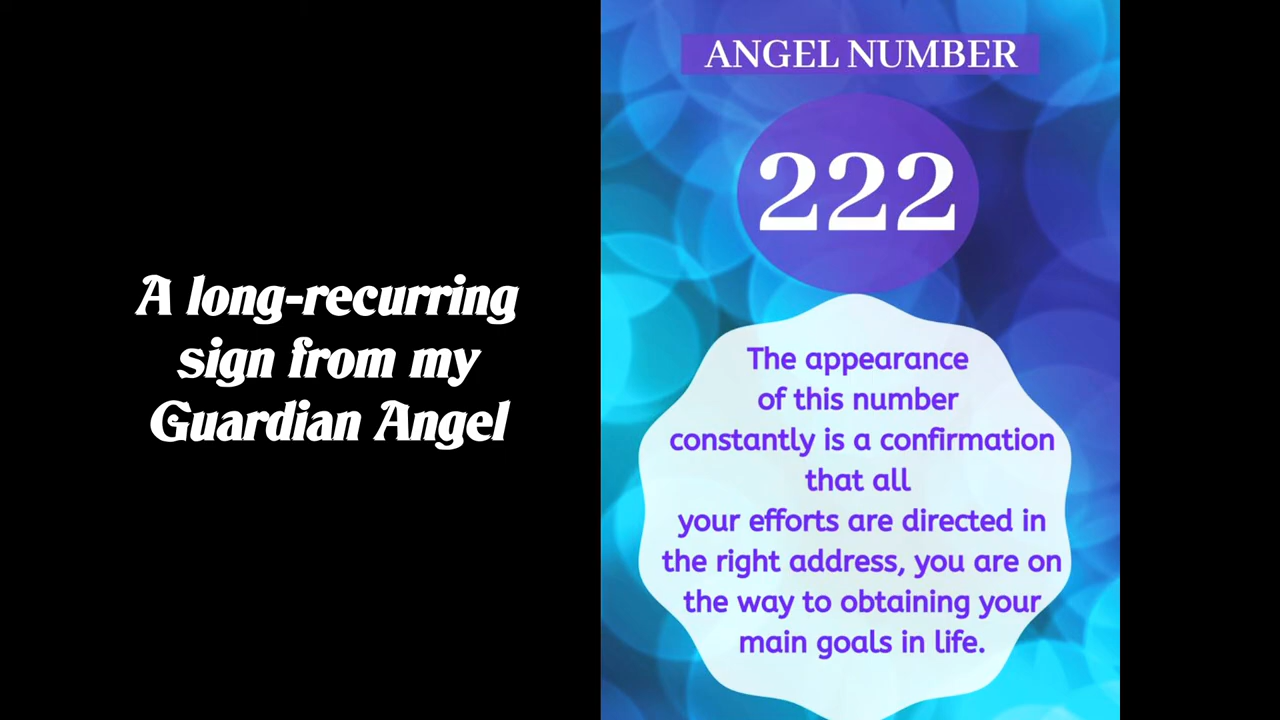 A long-recurring
sign from my
Guardian Angel
ANGEL NUMBER
222
The appearance
of this number
constantly is a confirmation
that all
your efforts are directed in
the right address, you are on
the way to obtaining your
main goals in life.